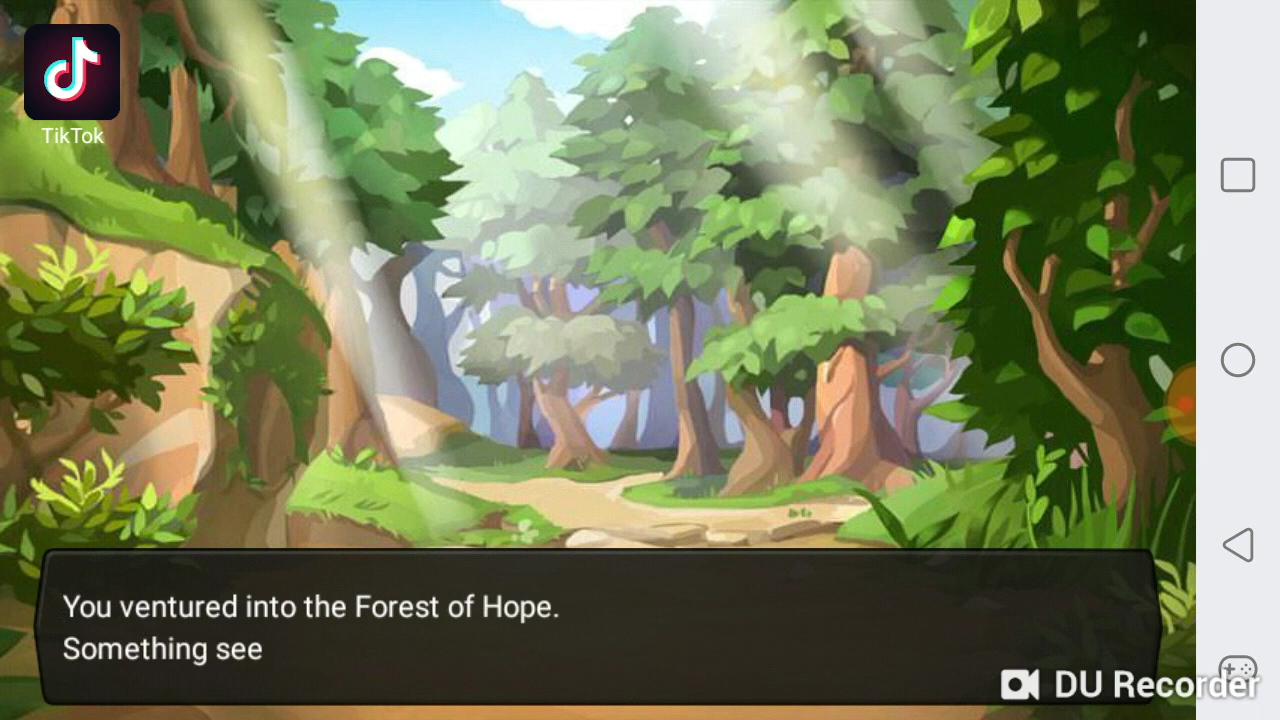 TikTok
You ventured into the Forest of Hope.
Something see
DU Recorder